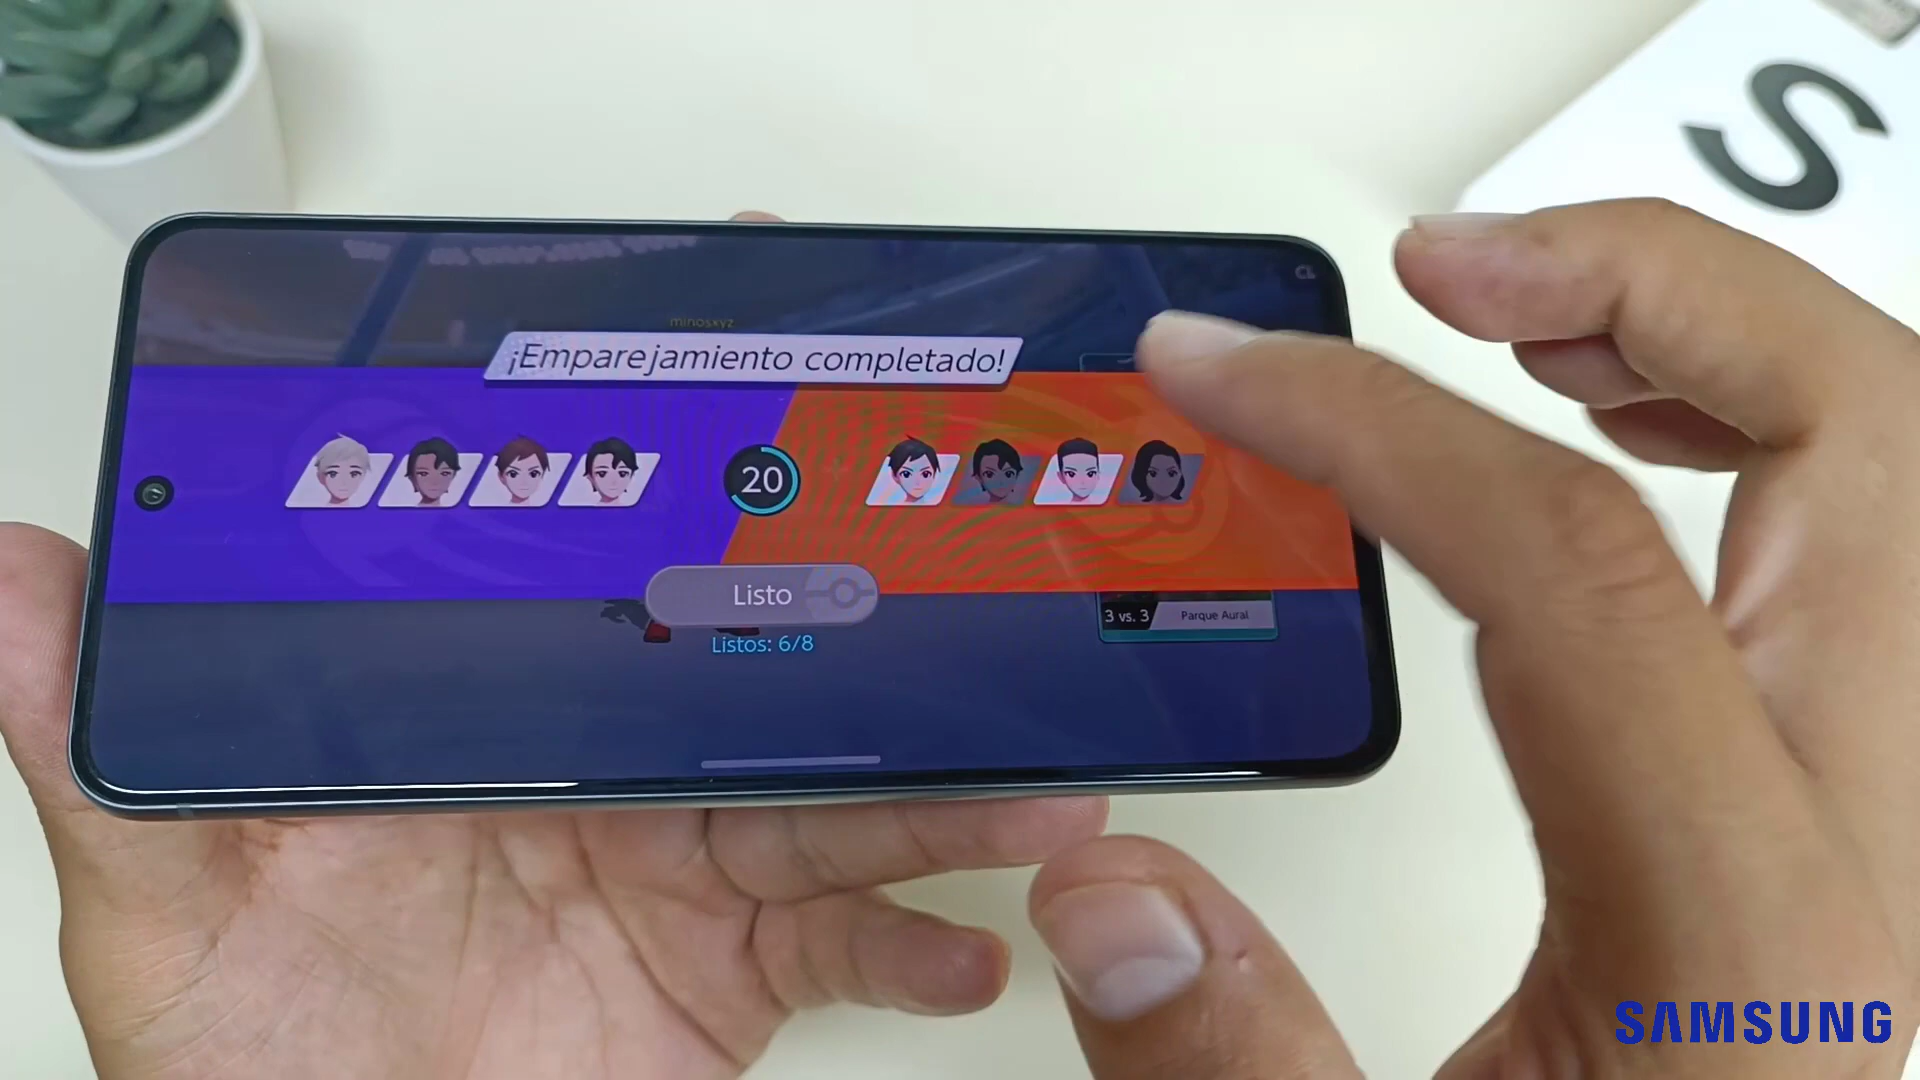 S
minosxyz
¡Emparejamiento completado!
20
Listo
Listos: 6/8
3 vs. 3
Parque Aural
SAMSUNG